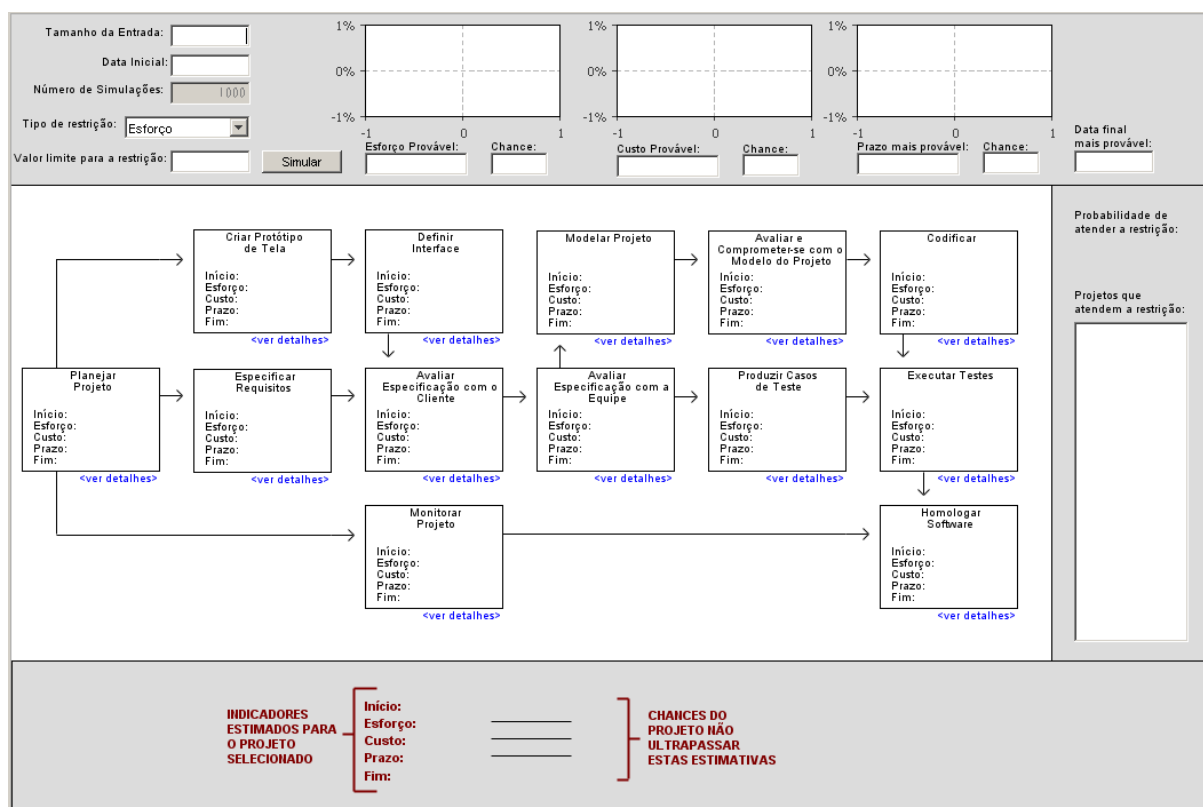 Tamanho da Entrada:
Data Inicial:
Número de Simulações:
1000
Tipo de restrição:
Esforço
Valor limite para a restrição:
Simular
1%
0%
-1%
-1
0
1
Esforço Provável:
Chance:
1%
0%
-1%
-1
0
1
Custo Provável:
Chance:
1%
0%
-1%
-1
0
1
Prazo mais provável:
Chance:
Data final
mais provável:
Criar Protótipo
de Tela
Início:
Esforço:
Custo:
Prazo:
Fim:
<ver detalhes>
Definir
Interface
Início:
Esforço:
Custo:
Prazo:
Fim:
<ver detalhes>
Modelar Projeto
Início:
Esforço:
Custo:
Prazo:
Fim:
<ver detalhes>
Avaliar e
Comprometer-se com o
Modelo do Projeto
Início:
Esforço:
Custo:
Prazo:
Fim:
<ver detalhes>
Codificar
Início:
Esforço:
Custo:
Prazo:
Fim:
<ver detalhes>
Planejar
Projeto
Início:
Esforço:
Custo:
Prazo:
Fim:
<ver detalhes>
Especificar
Requisitos
Início:
Esforço:
Custo:
Prazo:
Fim:
<ver detalhes>
Avaliar
Especificação com o
Cliente
Início:
Esforço:
Custo:
Prazo:
Fim:
<ver detalhes>
Avaliar
Especificação com a
Equipe
Início:
Esforço:
Custo:
Prazo:
Fim:
<ver detalhes>
Produzir Casos
de Teste
Início:
Esforço:
Custo:
Prazo:
Fim:
<ver detalhes>
Executar Testes
Início:
Esforço:
Custo:
Prazo:
Fim:
<ver detalhes>
Monitorar
Projeto
Início:
Esforço:
Custo:
Prazo:
Fim:
<ver detalhes>
Homologar
Software
Início:
Esforço:
Custo:
Prazo:
Fim:
<ver detalhes>
Probabilidade de
atender a restrição:
Projetos que
atendem a restrição:
INDICADORES
ESTIMADOS PARA
O PROJETO
SELECIONADO
Início:
Esforço:
Custo:
Prazo:
Fim:
CHANCES DO
PROJETO NÃO
ULTRAPASSAR
ESTAS ESTIMATIVAS